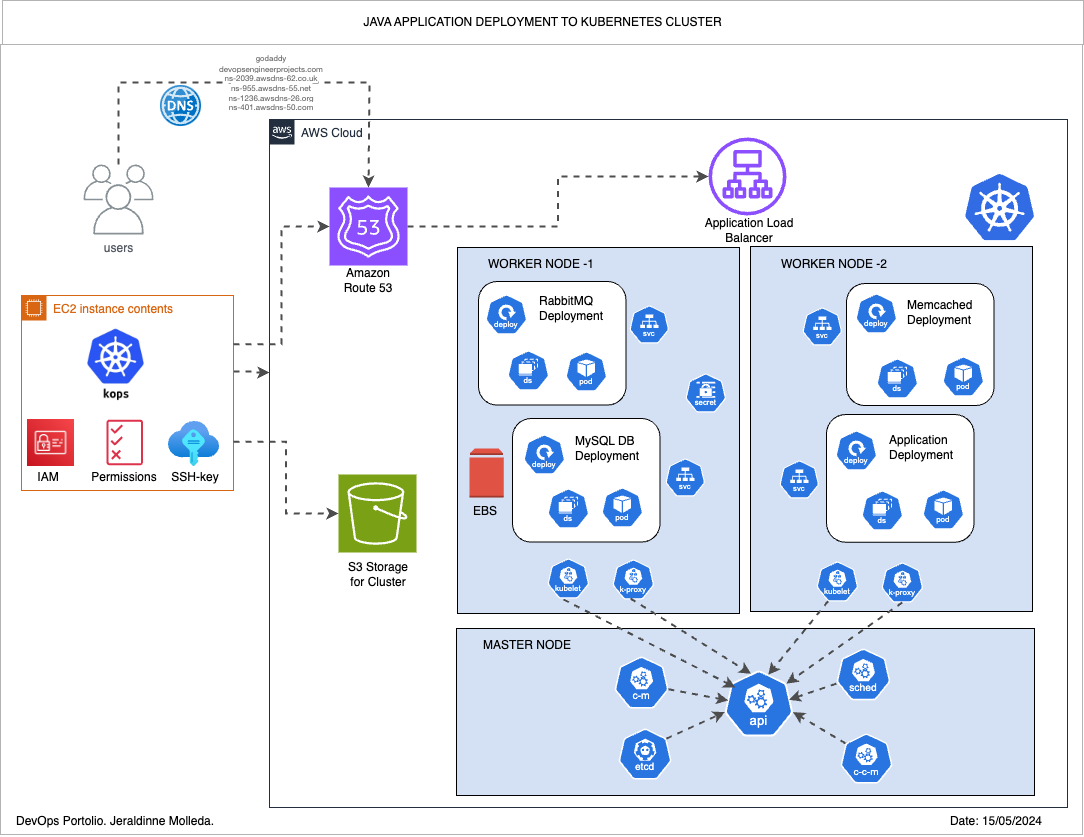 JAVA APPLICATION DEPLOYMENT TO KUBERNETES CLUSTER
godaddy
devopsengineerprojects.com
ns-2039.awsdns-62.co.uk
ns-955.awsdns-55.net
ns-1236.awsdns-26.org
ns-401.awsdns-50.com
DNS
aws
AWS Cloud
users
53
Amazon
Route 53
Application Load
Balancer
EC2 instance contents
kops
IAM
Permissions
SSH-key
S3 Storage
for Cluster
WORKER NODE -1
RabbitMQ
Deployment
deploy
svc
ds
pod
secret
MySQL DB
Deployment
deploy
svc
ds
pod
EBS
kubelet
k-proxy
WORKER NODE -2
Memcached
Deployment
deploy
svc
ds
pod
Application
Deployment
deploy
svc
ds
pod
kubelet
k-proxy
MASTER NODE
c-m
sched
api
etcd
c-c-m
DevOps Portolio. Jeraldinne Molleda.
Date: 15/05/2024